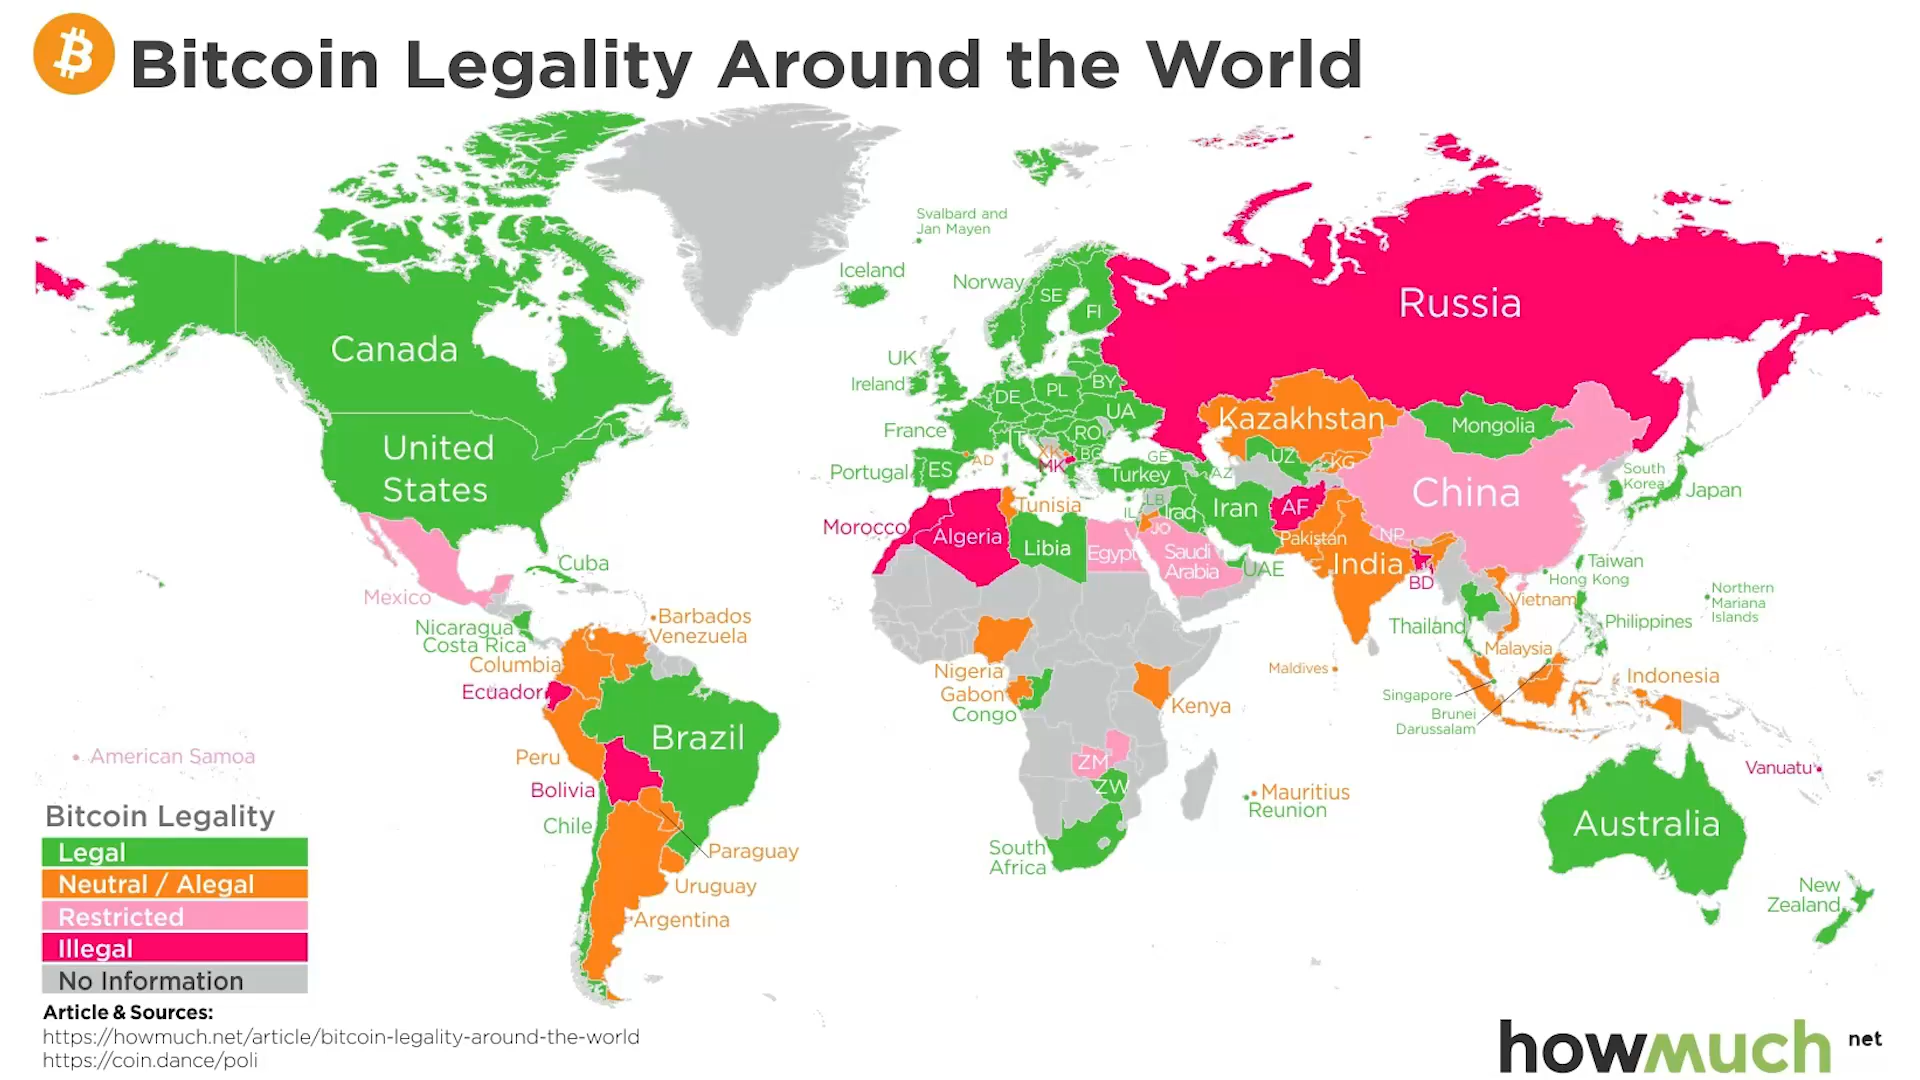 Bitcoin Legality Around the World
Svalbard and
Jan Mayen
Iceland
Norway
SE
FI
Russia
Canada
UK
Ireland
DE
PL
BY
UA
France
IT
RO
Kazakhstan
Mongolia
United
States
Portugal
ES
AD
XK
MK
BG
GE
Turkey
AZ
UZ
KG
China
South
Korea
Japan
Morocco
Algeria
Tunisia
Libia
Egypt
LB
IL
JO
Iraq
Iran
AF
Saudi
Arabia
UAE
Pakistan
India
NP
BD
Taiwan
Hong Kong
Cuba
Mexico
Barbados
Venezuela
Nicaragua
Costa Rica
Columbia
Ecuador
Vietnam
Thailand
Philippines
Northern
Mariana
Islands
Malaysia
Maldives
Nigeria
Gabon
Congo
Kenya
Singapore
Brunei
Darussalam
Indonesia
Brazil
Peru
Bolivia
Chile
American Samoa
ZM
ZW
Mauritius
Reunion
Vanuatu
Australia
South
Africa
Paraguay
Uruguay
Argentina
New
Zealand
Bitcoin Legality
Legal
Neutral / Alegal
Restricted
Illegal
No Information
Article & Sources:
https://howmuch.net/article/bitcoin-legality-around-the-world
https://coin.dance/poli
howmuch net